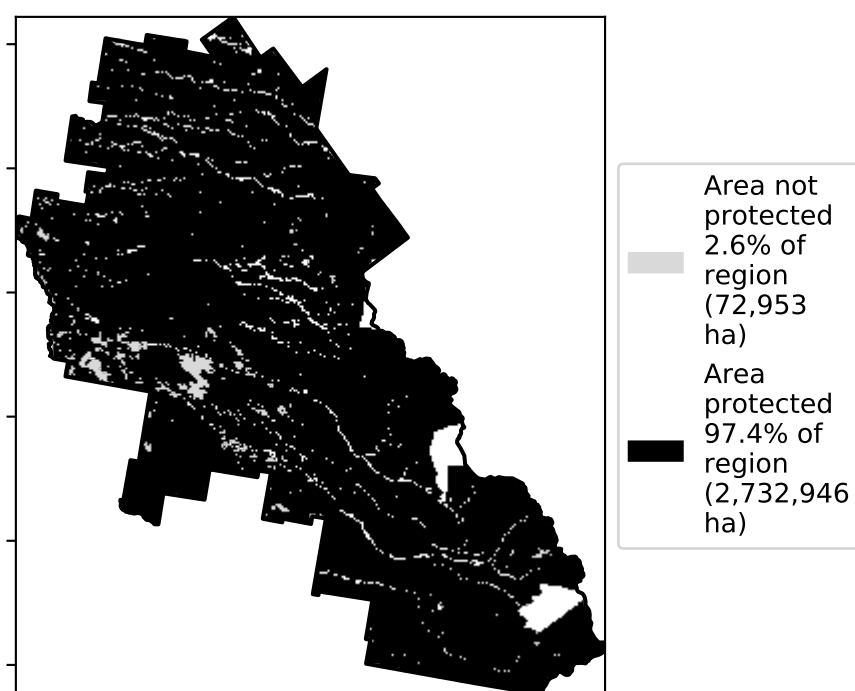 Area not
protected
2.6% of
region
(72,953
ha)
Area
protected
97.4% of
region
(2,732,946
ha)